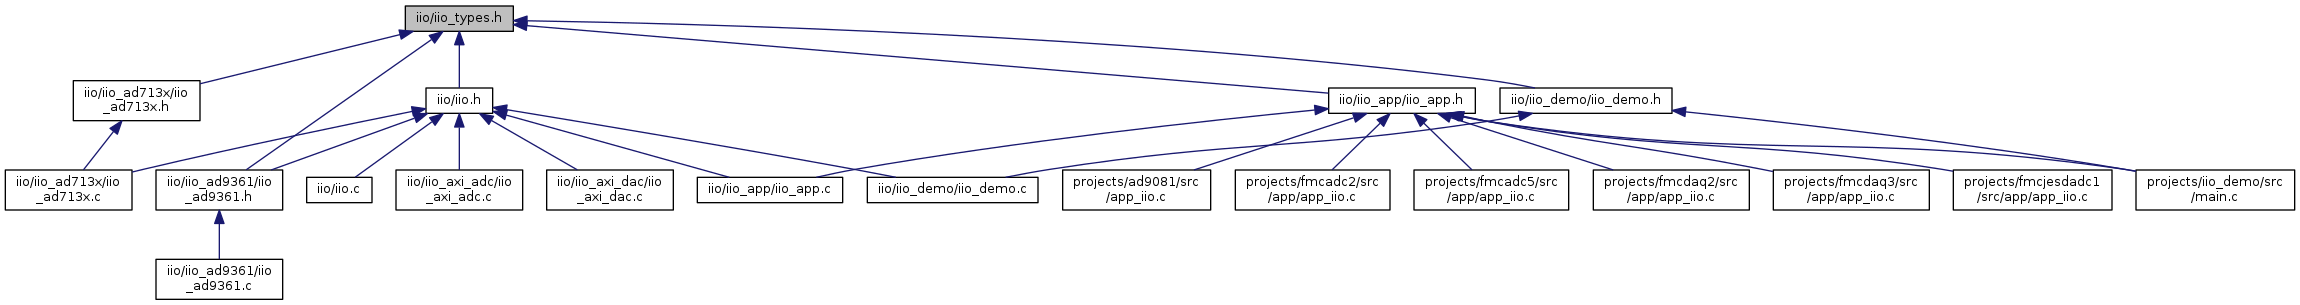 iio/iio_types.h
iio/iio_ad713x/iio
_ad713x.h
iio/iio.h
iio/iio_app/iio_app.h
iio/iio_demo/iio_demo.h
iio/iio_ad713x/iio
_ad713x.c
iio/iio_ad9361/iio
_ad9361.h
iio/iio.c
iio/iio_axi_adc/iio
_axi_adc.c
iio/iio_axi_dac/iio
_axi_dac.c
iio/iio_app/iio_app.c
iio/iio_demo/iio_demo.c
projects/ad9081/src
/app_iio.c
projects/fmcadc2/src
/app/app_iio.c
projects/fmcadc5/src
/app/app_iio.c
projects/fmcdaq2/src
/app/app_iio.c
projects/fmcdaq3/src
/app/app_iio.c
projects/fmcjesdadc1
/src/app/app_iio.c
projects/iio_demo/src
/main.c
iio/iio_ad9361/iio
_ad9361.c